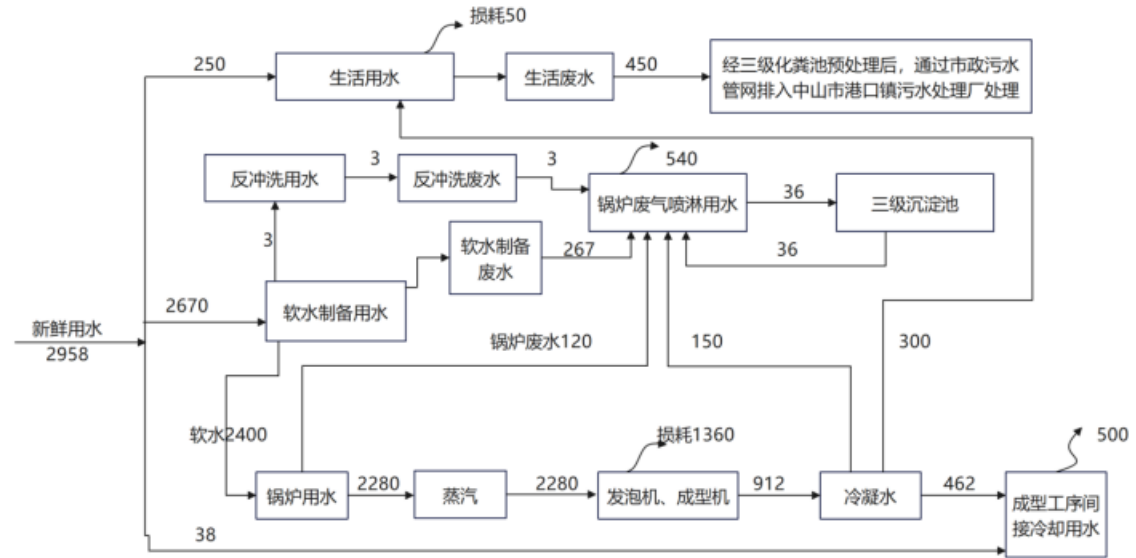 损耗50
250
生活用水
生活废水
450
经三级化粪池预处理后，通过市政污水
管网排入中山市港口镇污水处理厂处理
反冲洗用水
3
反冲洗废水
3
540
锅炉废气喷淋用水
36
三级沉淀池
3
软水制备
废水
267
36
2670
软水制备用水
新鲜用水
2958
锅炉废水120
150
300
软水2400
损耗1360
500
锅炉用水
2280
蒸汽
2280
发泡机、成型机
912
冷凝水
462
成型工序间
接冷却用水
38